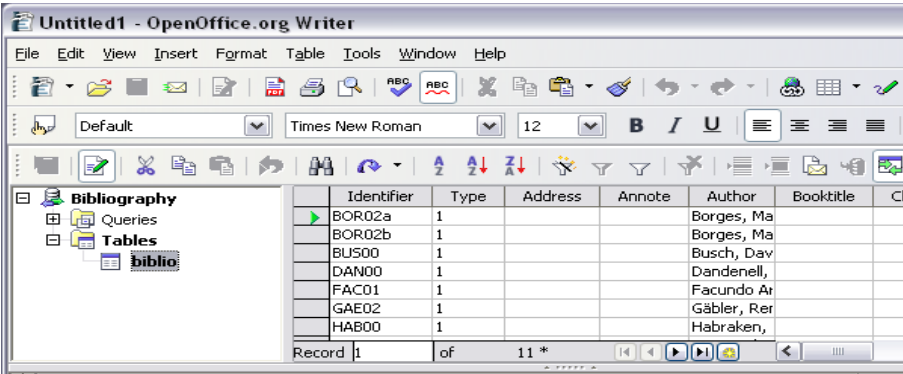 Untitled1 - OpenOffice.org Writer
File Edit View Insert Format Table Tools Window Help
Default Times New Roman 12 B I U
Bibliography
Queries
Tables
biblio
Identifier Type Address Annote Author Booktitle
BOR02a 1 Borges, Ma
BOR02b 1 Borges, Ma
BUS00 1 Busch, Dav
DAN00 1 Dandenell,
FAC01 1 Facundo Ar
GAE02 1 Gäbler, Rer
HAB00 1 Habraken,
Record 1 of 11 *